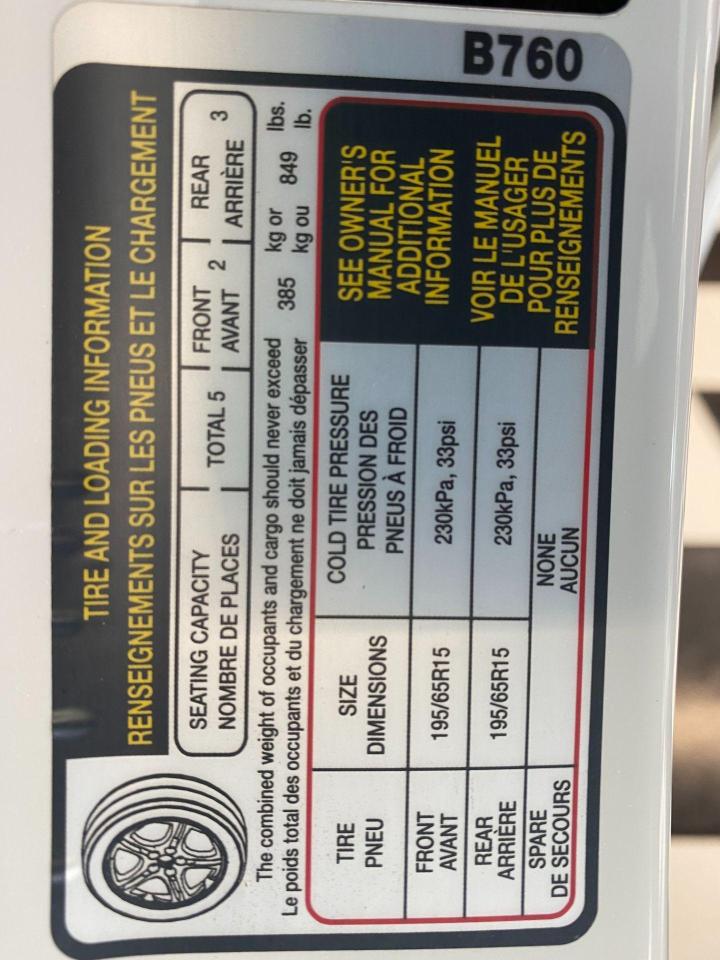 B760
TIRE AND LOADING INFORMATION
RENSEIGNEMENTS SUR LES PNEUS ET LE CHARGEMENT
SEATING CAPACITY
NOMBRE DE PLACES
TOTAL 5
FRONT
AVANT 2
REAR
ARRIÈRE 3
The combined weight of occupants and cargo should never exceed 385 kg or 849 lbs.
Le poids total des occupants et du chargement ne doit jamais dépasser kg ou lb.
TIRE
PNEU
SIZE
DIMENSIONS
COLD TIRE PRESSURE
PRESSION DES
PNEUS À FROID
FRONT
AVANT
195/65R15
230kPa, 33psi
REAR
ARRIÈRE
195/65R15
230kPa, 33psi
SPARE
DE SECOURS
NONE
AUCUN
SEE OWNER'S
MANUAL FOR
ADDITIONAL
INFORMATION
VOIR LE MANUEL
DE L'USAGER
POUR PLUS DE
RENSEIGNEMENTS